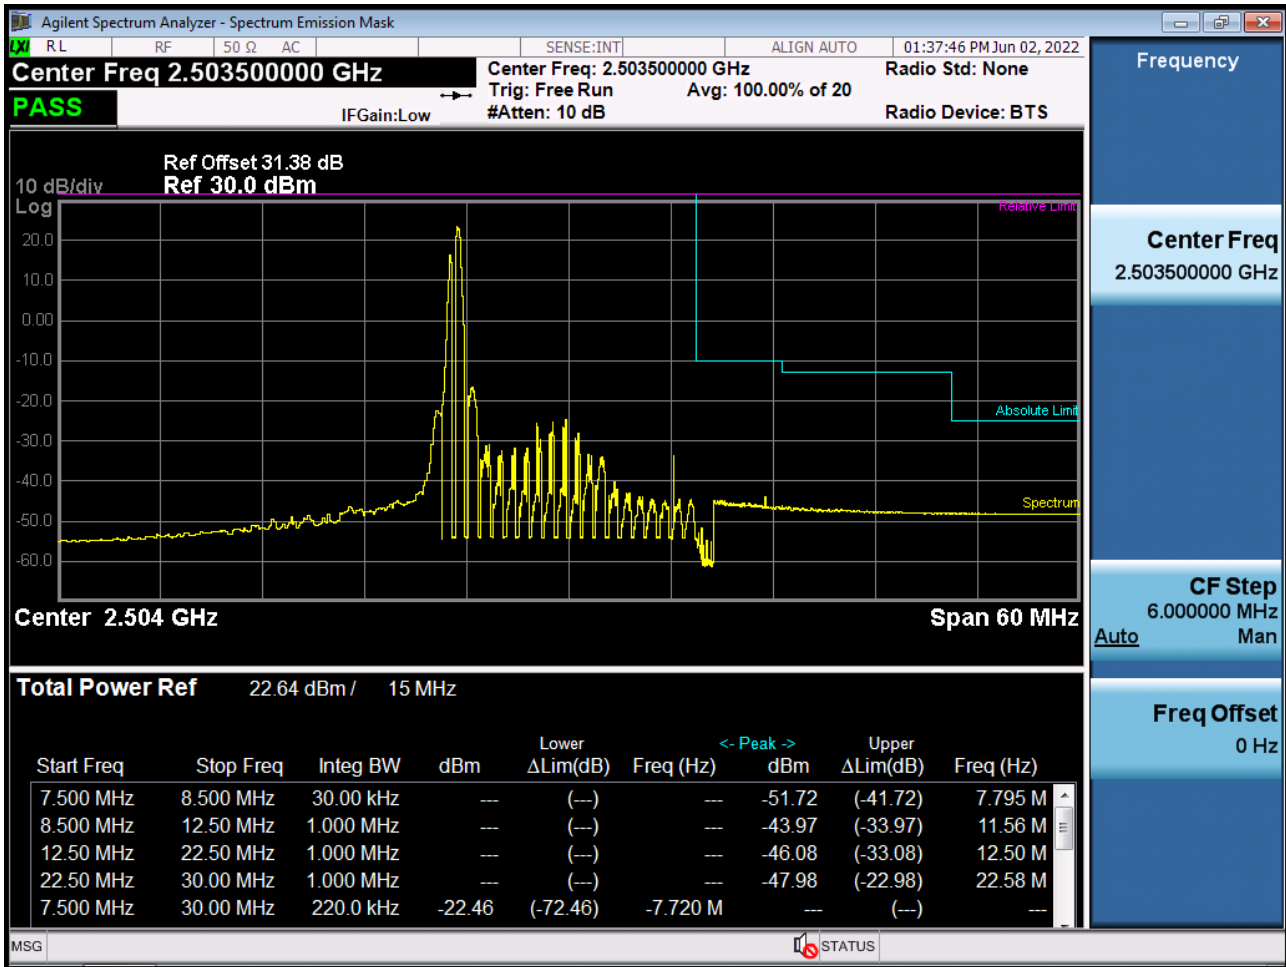 Agilent Spectrum Analyzer - Spectrum Emission Mask
LXI RL RF 50 Ω AC SENSE:INT ALIGN AUTO 01:37:46 PM Jun 02, 2022
Center Freq 2.503500000 GHz Center Freq: 2.503500000 GHz Radio Std: None
Trig: Free Run Avg: 100.00% of 20
PASS IFGain:Low #Atten: 10 dB Radio Device: BTS
Ref Offset 31.38 dB
10 dB/div Ref 30.0 dBm
Log
Relative Limit
20.0
10.0
0.00
-10.0
-20.0
Absolute Limit
-30.0
-40.0
Spectrum
-50.0
-60.0
Center 2.504 GHz Span 60 MHz
Total Power Ref 22.64 dBm / 15 MHz
Lower <- Peak -> Upper
Start Freq Stop Freq Integ BW dBm ΔLim(dB) Freq (Hz) dBm ΔLim(dB) Freq (Hz)
7.500 MHz 8.500 MHz 30.00 kHz --- (---) --- -51.72 (-41.72) 7.795 M
8.500 MHz 12.50 MHz 1.000 MHz --- (---) --- -43.97 (-33.97) 11.56 M
12.50 MHz 22.50 MHz 1.000 MHz --- (---) --- -46.08 (-33.08) 12.50 M
22.50 MHz 30.00 MHz 1.000 MHz --- (---) --- -47.98 (-22.98) 22.58 M
7.500 MHz 30.00 MHz 220.0 kHz -22.46 (-72.46) -7.720 M --- (---) ---
MSG STATUS
Frequency
Center Freq
2.503500000 GHz
CF Step
6.000000 MHz
Auto Man
Freq Offset
0 Hz